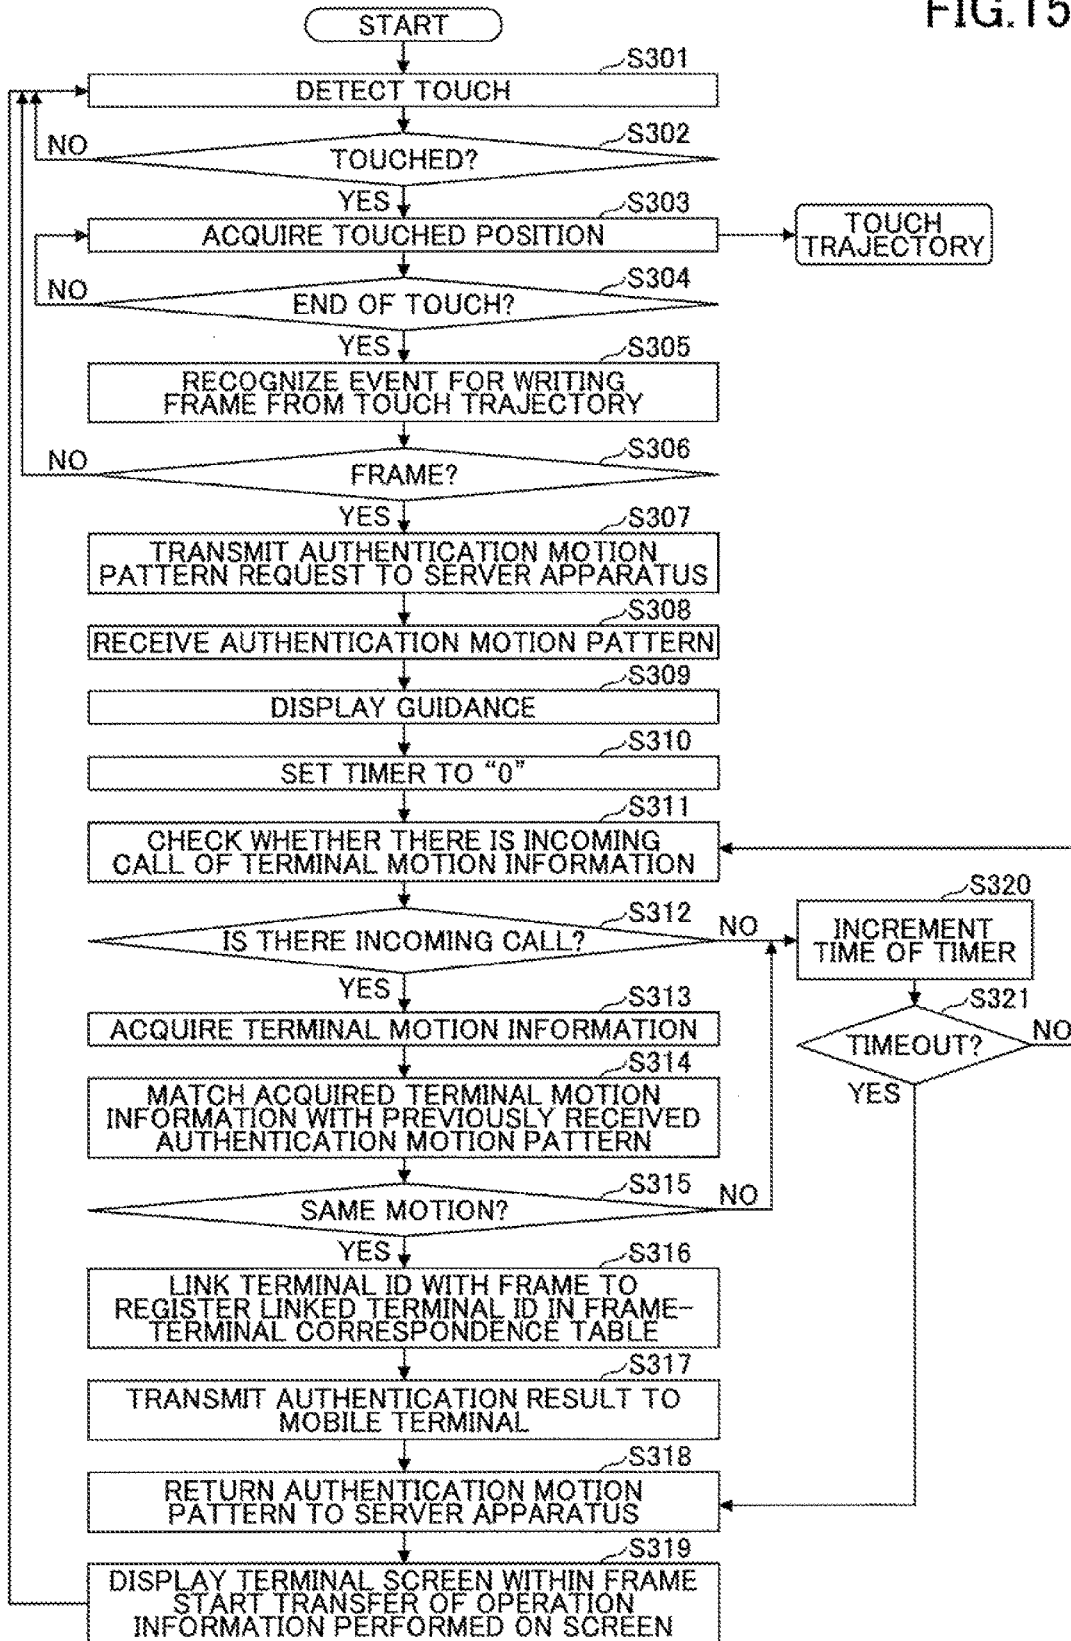 FIG.15
START
S301
DETECT TOUCH
S302
NO
TOUCHED?
YES
S303
ACQUIRE TOUCHED POSITION
TOUCH
TRAJECTORY
S304
NO
END OF TOUCH?
YES
S305
RECOGNIZE EVENT FOR WRITING
FRAME FROM TOUCH TRAJECTORY
S306
NO
FRAME?
YES
S307
TRANSMIT AUTHENTICATION MOTION
PATTERN REQUEST TO SERVER APPARATUS
S308
RECEIVE AUTHENTICATION MOTION PATTERN
S309
DISPLAY GUIDANCE
S310
SET TIMER TO “0”
S311
CHECK WHETHER THERE IS INCOMING
CALL OF TERMINAL MOTION INFORMATION
S312
IS THERE INCOMING CALL?
NO
YES
S320
INCREMENT
TIME OF TIMER
S321
TIMEOUT?
NO
YES
S313
ACQUIRE TERMINAL MOTION INFORMATION
S314
MATCH ACQUIRED TERMINAL MOTION
INFORMATION WITH PREVIOUSLY RECEIVED
AUTHENTICATION MOTION PATTERN
S315
SAME MOTION?
NO
YES
S316
LINK TERMINAL ID WITH FRAME TO
REGISTER LINKED TERMINAL ID IN FRAME-
TERMINAL CORRESPONDENCE TABLE
S317
TRANSMIT AUTHENTICATION RESULT TO
MOBILE TERMINAL
S318
RETURN AUTHENTICATION MOTION
PATTERN TO SERVER APPARATUS
S319
DISPLAY TERMINAL SCREEN WITHIN FRAME
START TRANSFER OF OPERATION
INFORMATION PERFORMED ON SCREEN